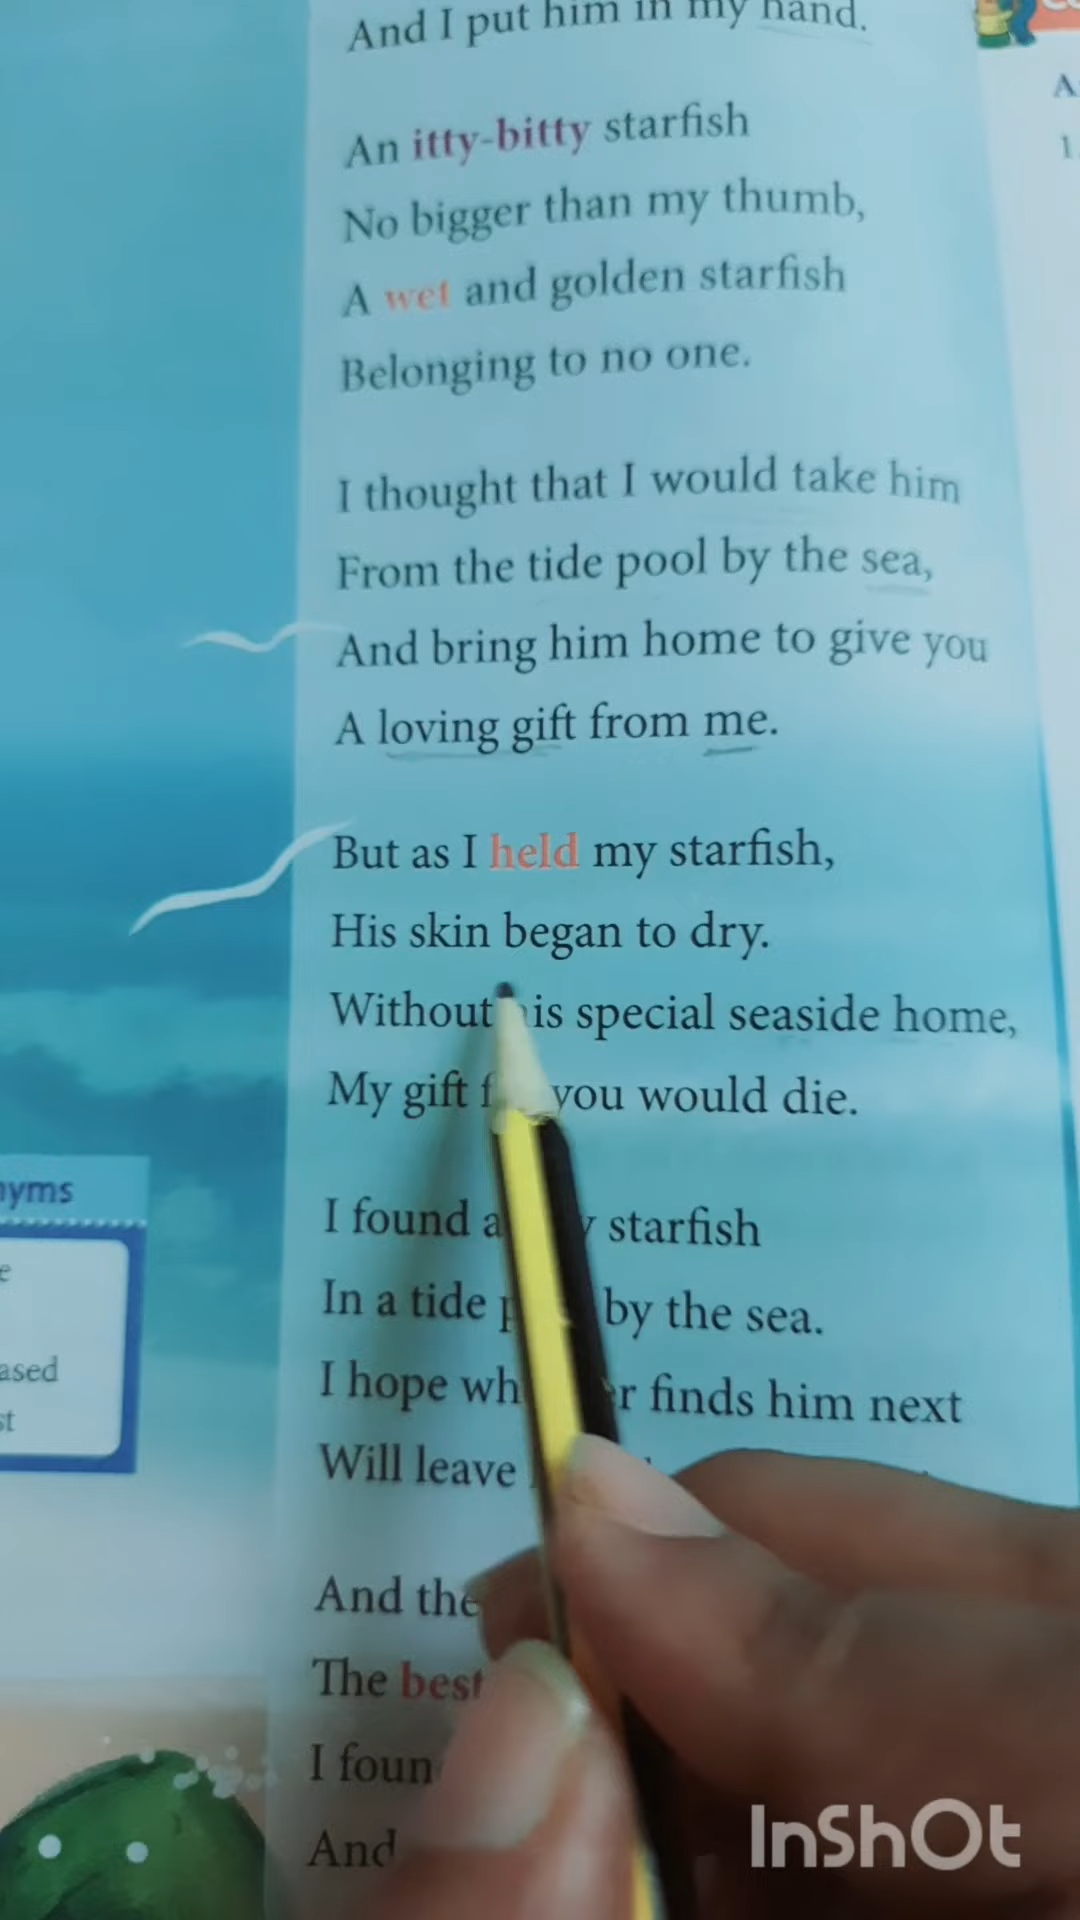 And I put him in my hand.
An itty-bitty starfish
No bigger than my thumb,
A wet and golden starfish
Belonging to no one.
I thought that I would take him
From the tide pool by the sea,
And bring him home to give you
A loving gift from me.
But as I held my starfish,
His skin began to dry.
Without is special seaside home,
My gift you would die.
I found a starfish
In a tide by the sea.
I hope finds him next
Will leave
And the
The best
I foun
And
yms
ased
st
A
1.
InShOt